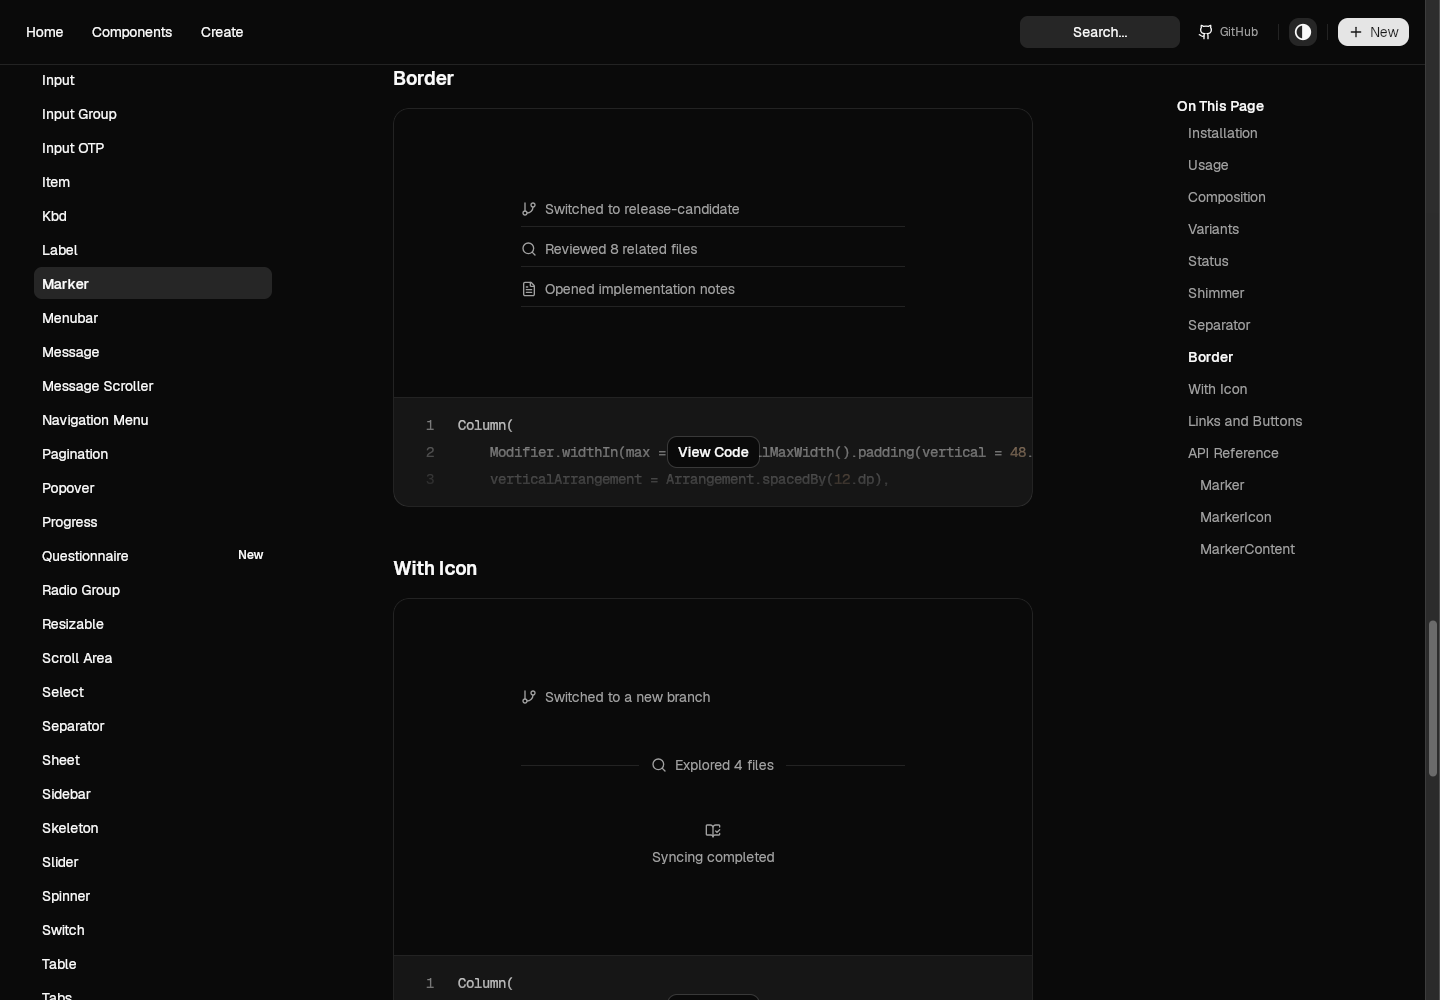 Home
Components
Create
Search...
GitHub
New
Input
Input Group
Input OTP
Item
Kbd
Label
Marker
Menubar
Message
Message Scroller
Navigation Menu
Pagination
Popover
Progress
Questionnaire New
Radio Group
Resizable
Scroll Area
Select
Separator
Sheet
Sidebar
Skeleton
Slider
Spinner
Switch
Table
Tabs
Border
Switched to release-candidate
Reviewed 8 related files
Opened implementation notes
1 Column(
2 Modifier.widthIn(max = lMaxWidth().padding(vertical = 48.
View Code
3 verticalArrangement = Arrangement.spacedBy(12.dp),
With Icon
Switched to a new branch
Explored 4 files
Syncing completed
1 Column(
On This Page
Installation
Usage
Composition
Variants
Status
Shimmer
Separator
Border
With Icon
Links and Buttons
API Reference
Marker
MarkerIcon
MarkerContent